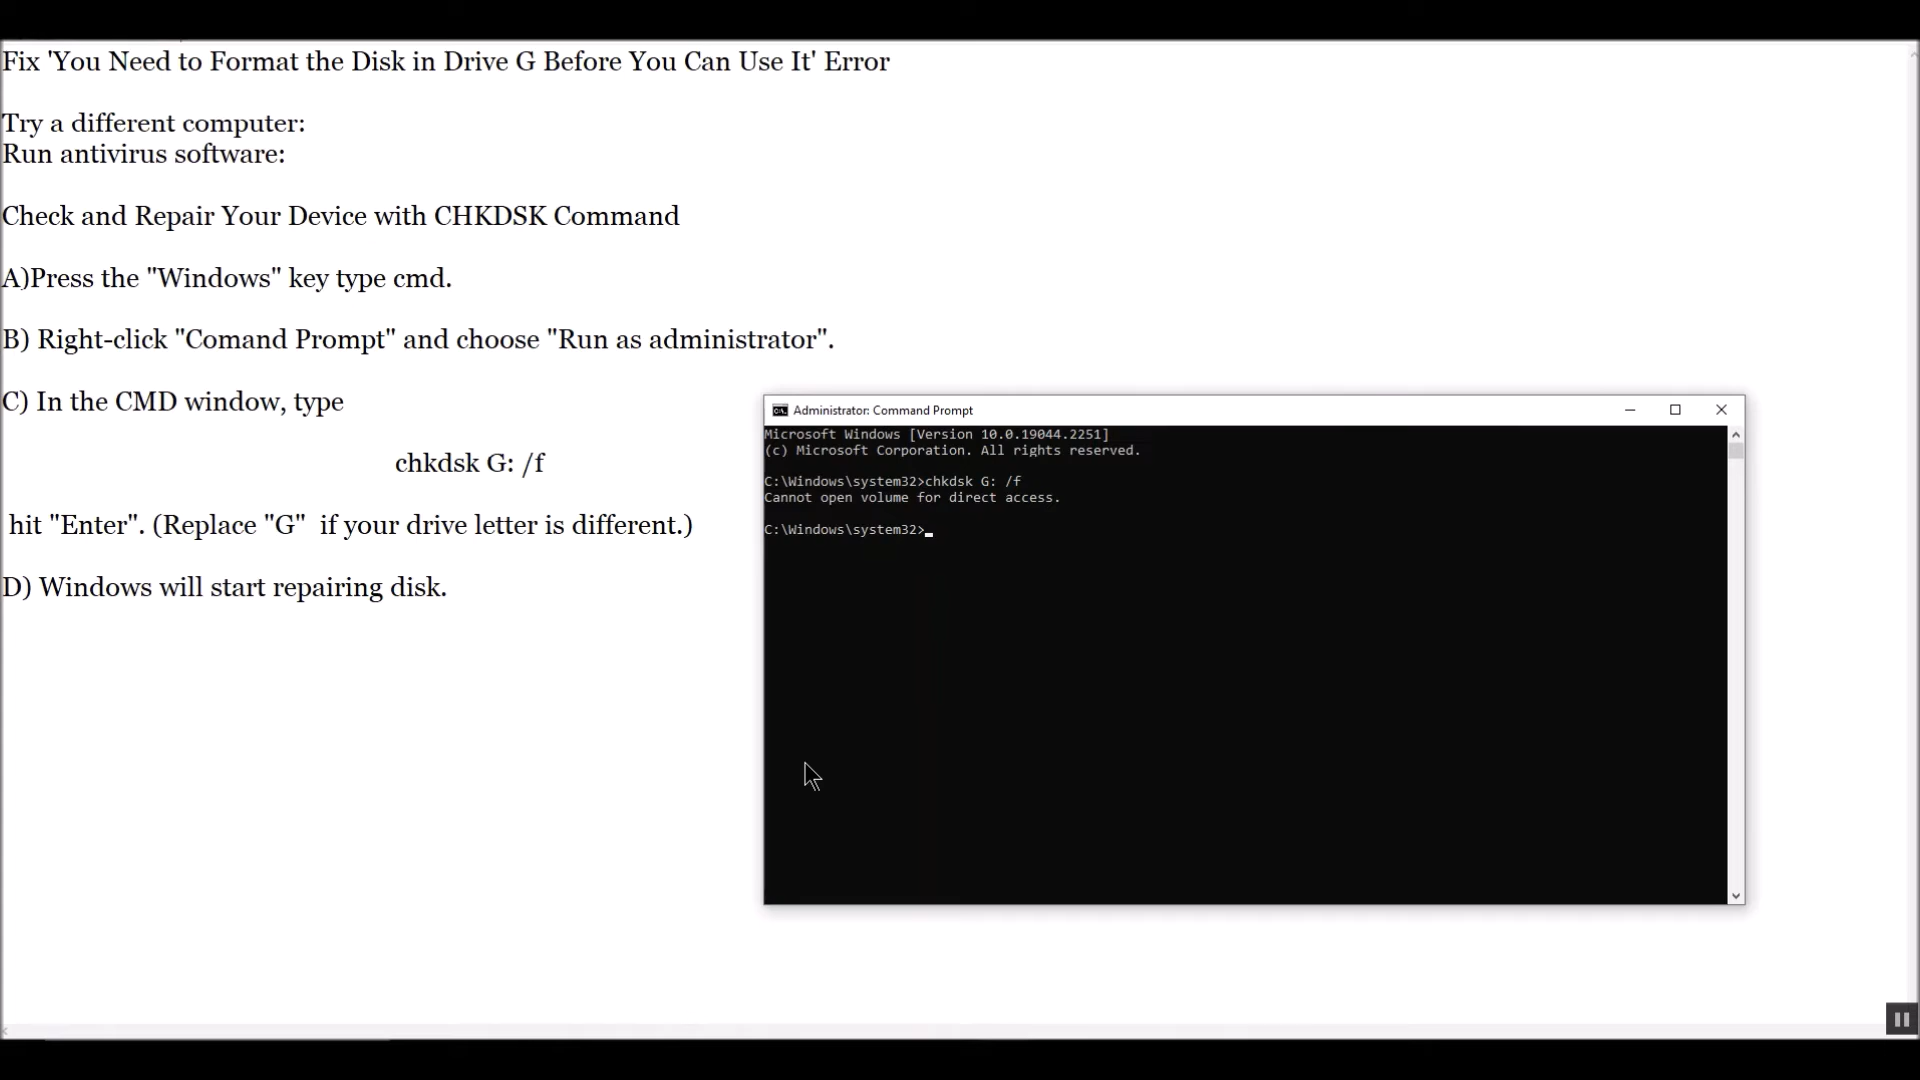 Fix 'You Need to Format the Disk in Drive G Before You Can Use It' Error
Try a different computer:
Run antivirus software:
Check and Repair Your Device with CHKDSK Command
A)Press the "Windows" key type cmd.
B) Right-click "Comand Prompt" and choose "Run as administrator".
C) In the CMD window, type
chkdsk G: /f
hit "Enter". (Replace "G"  if your drive letter is different.)
D) Windows will start repairing disk.
Administrator: Command Prompt
Microsoft Windows [Version 10.0.19044.2251]
(c) Microsoft Corporation. All rights reserved.
C:\Windows\system32>chkdsk G: /f
Cannot open volume for direct access.
C:\Windows\system32>